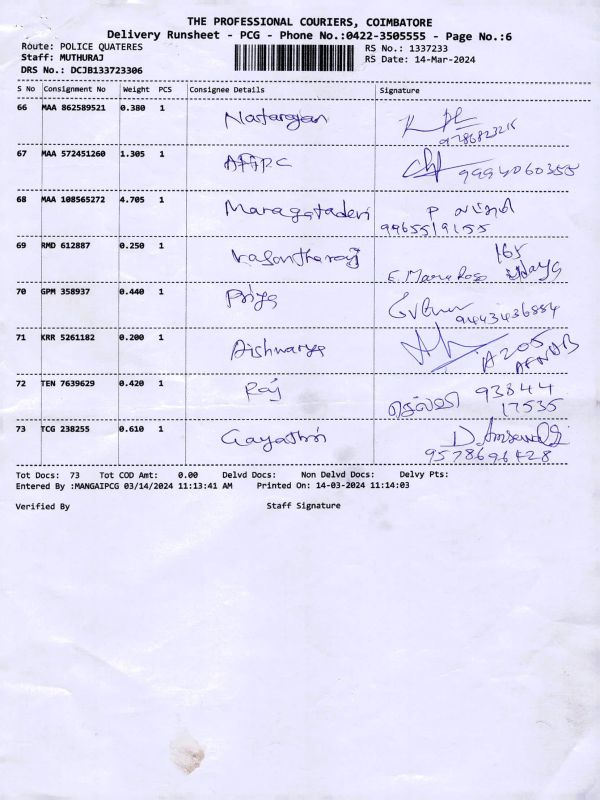 THE PROFESSIONAL COURIERS, COIMBATORE
Delivery Runsheet - PCG - Phone No.:0422-3505555 - Page No.:6
Route: POLICE QUATERES RS No.: 1337233
Staff: MUTHURAJ RS Date: 14-Mar-2024
DRS No.: DCJB133723306
S No Consignment No Weight PCS Consignee Details Signature
66 MAA 862589521 0.380 1 Natarajan
67 MAA 572451260 1.305 1 9994060355
68 MAA 108565272 4.705 1 Maragatadevi P
9965519155
69 RMD 612887 0.250 1 Vasantharaj 165
E.
70 GPM 358937 0.440 1 Priya
9443436884
71 KRR 5261182 0.200 1 Aishwarya A205
72 TEN 7639629 0.420 1 Raj 93844
17535
73 TCG 238255 0.610 1 Gayathri D.
9578696428
Tot Docs: 73 Tot COD Amt: 0.00 Delvd Docs: Non Delvd Docs: Delvy Pts:
Entered By :MANGAIPCG 03/14/2024 11:13:41 AM Printed On: 14-03-2024 11:14:03
Verified By Staff Signature